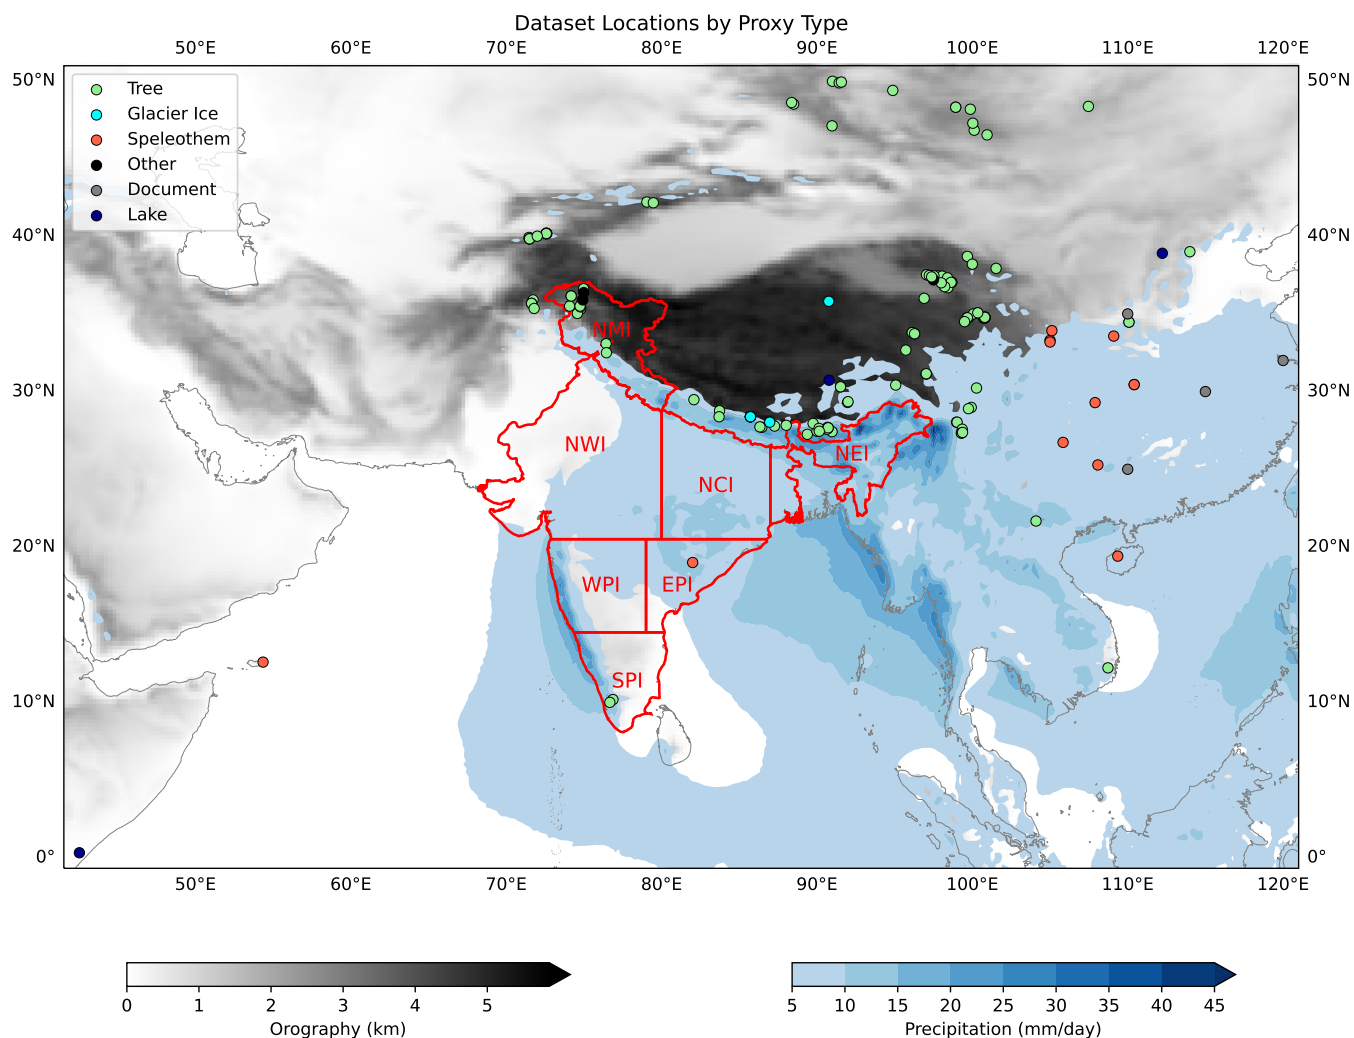 Dataset Locations by Proxy Type
50°E 60°E 70°E 80°E 90°E 100°E 110°E 120°E
50°N 50°N
Tree
Glacier Ice
Speleothem
Other
Document
Lake
40°N 40°N
NMI
30°N 30°N
NWI
NEI
NCI
20°N 20°N
WPI EPI
SPI
10°N 10°N
0° 0°
50°E 60°E 70°E 80°E 90°E 100°E 110°E 120°E
0 1 2 3 4 5
Orography (km)
5 10 15 20 25 30 35 40 45
Precipitation (mm/day)